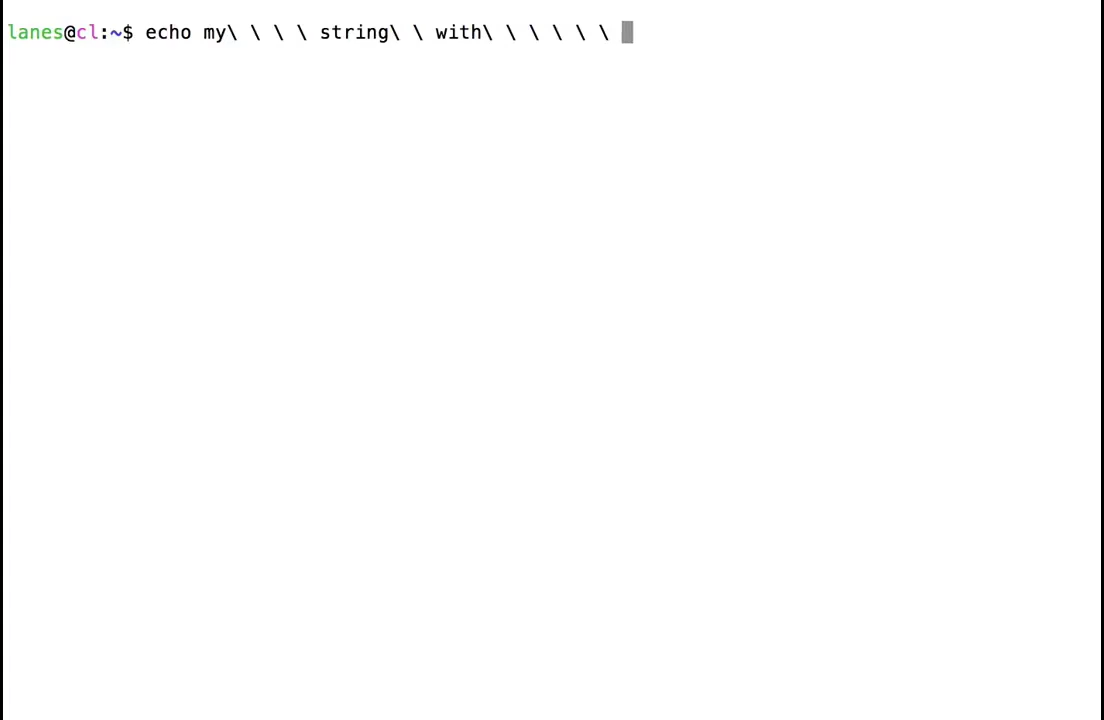 lanes@cl:~$ echo my\ \ \ \ string\ \ with\ \ \ \ \ \